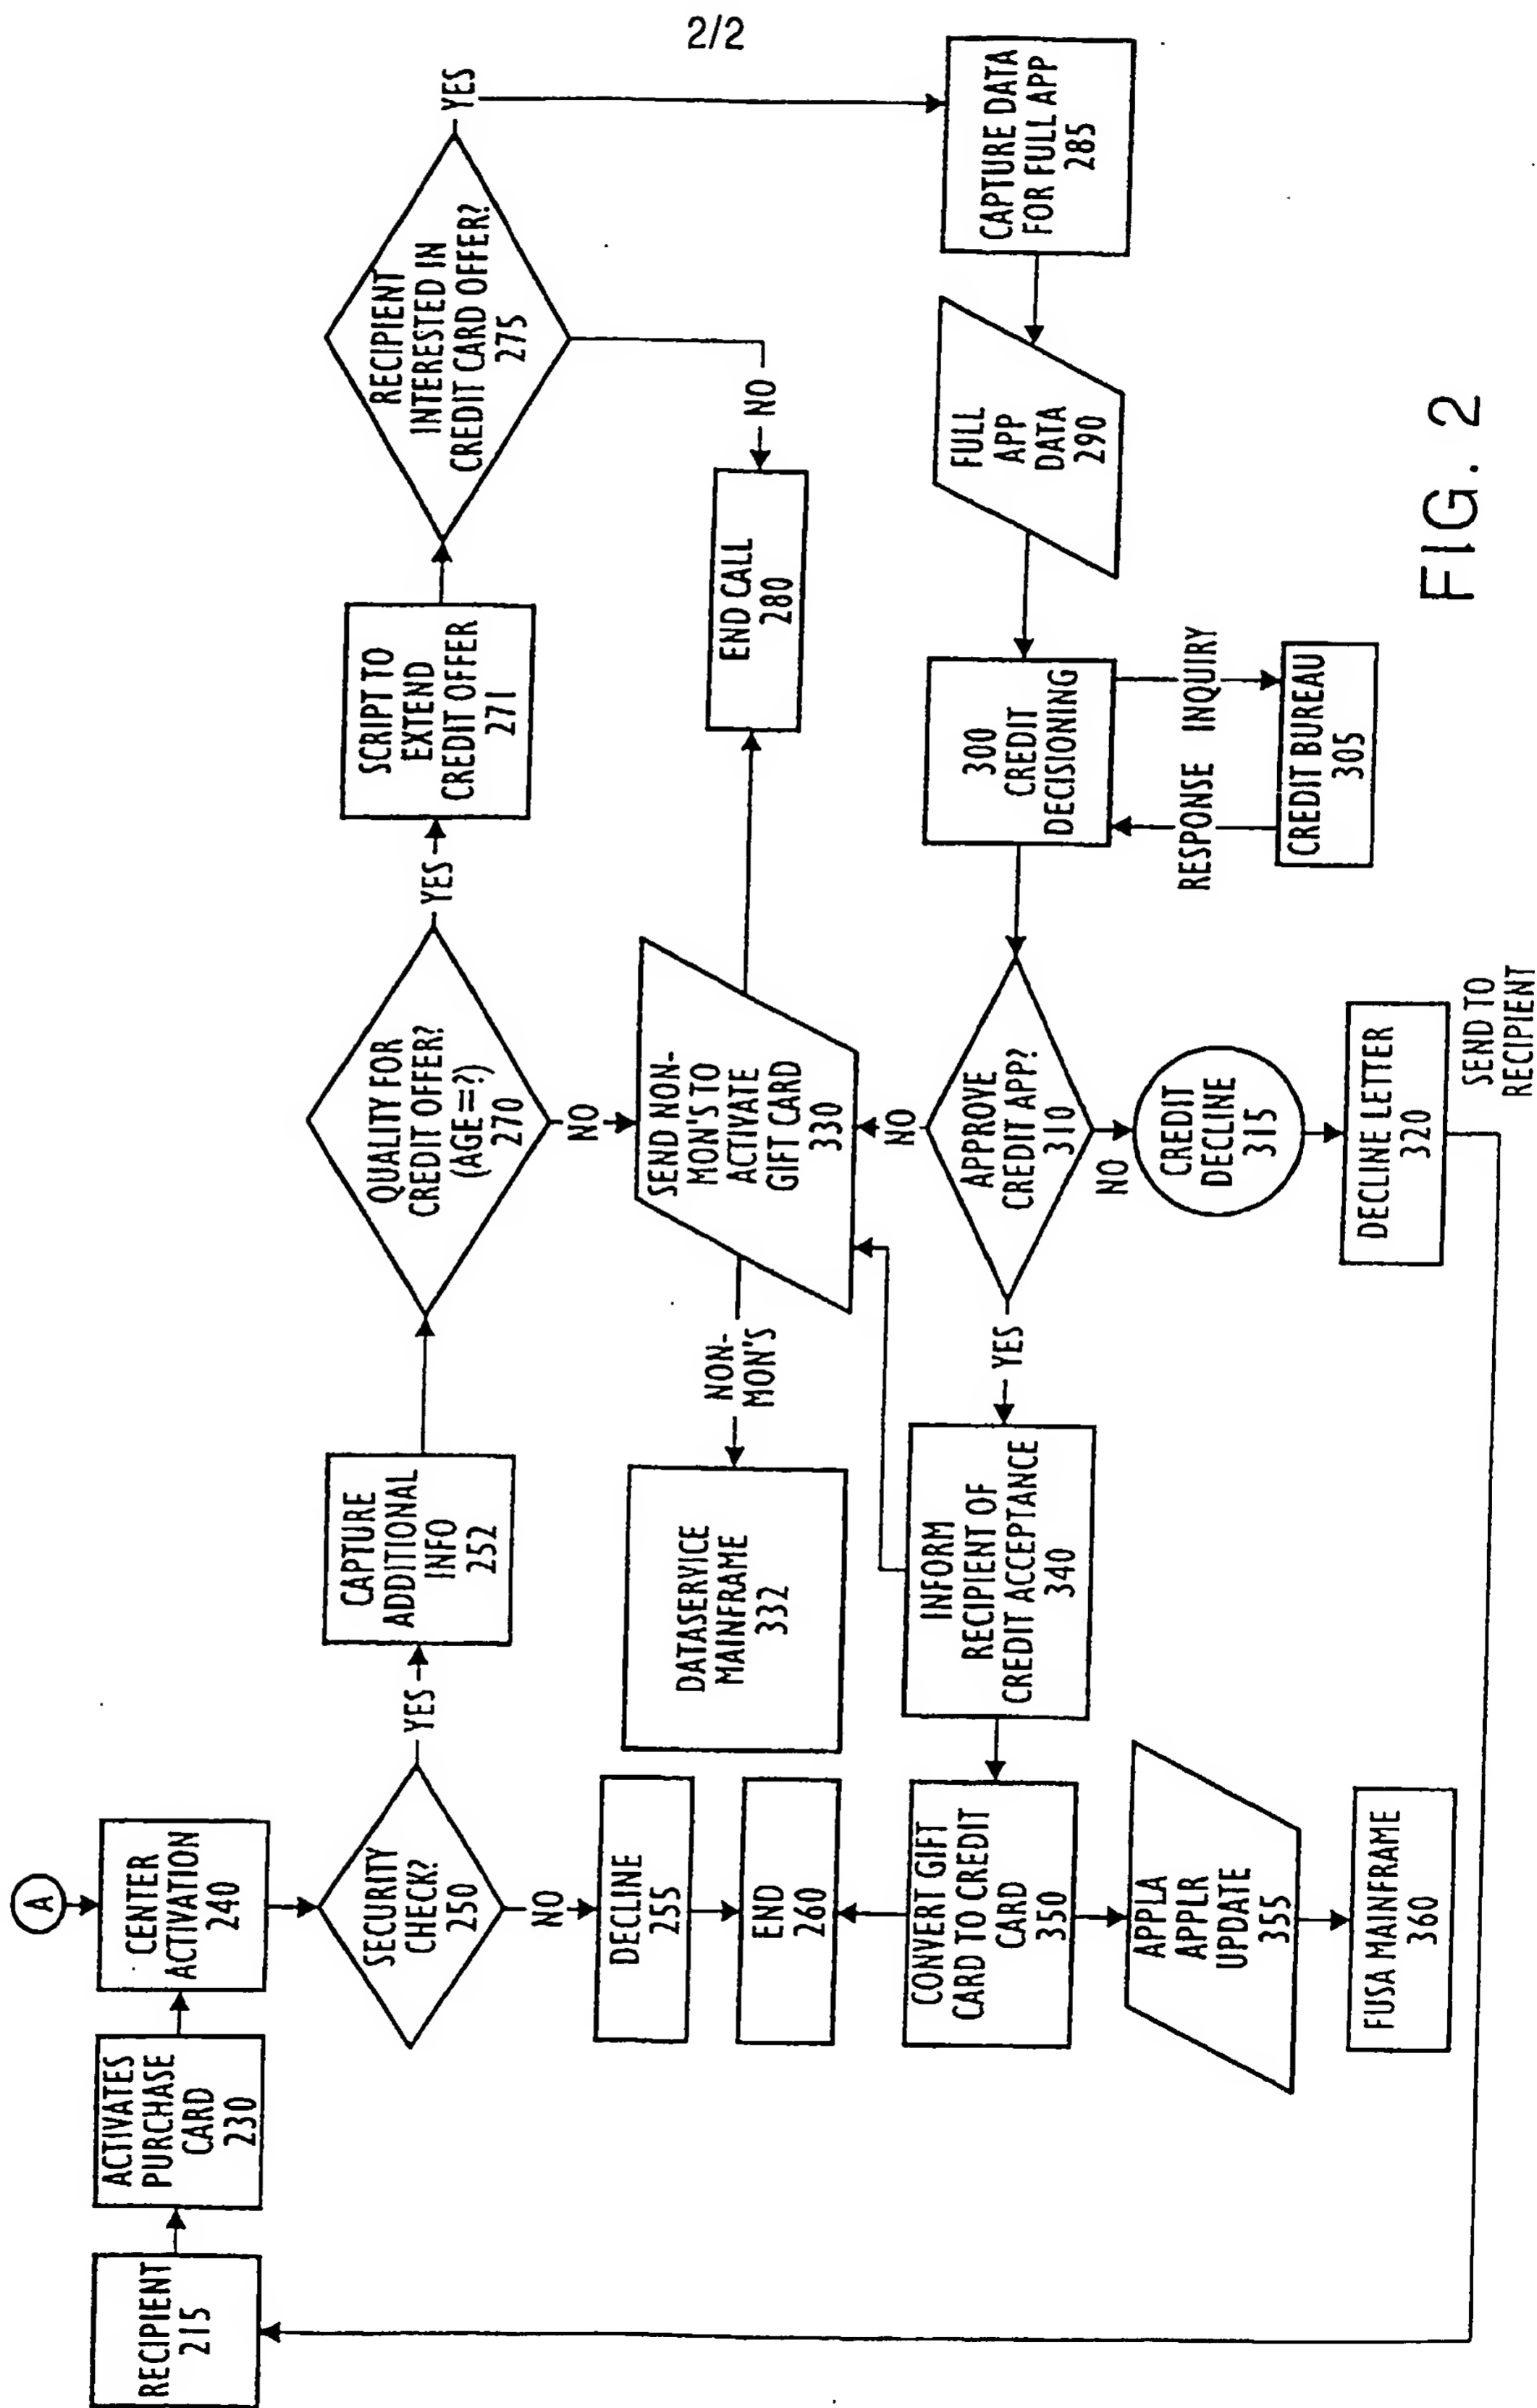 2/2
A
RECIPIENT
215
ACTIVATES
PURCHASE
CARD
230
CENTER
ACTIVATION
240
SECURITY
CHECK?
250
YES
NO
CAPTURE
ADDITIONAL
INFO
252
QUALITY FOR
CREDIT OFFER?
(AGE=?)
270
YES
NO
SCRIPT TO
EXTEND
CREDIT OFFER
271
RECIPIENT
INTERESTED IN
CREDIT CARD OFFER?
275
YES
NO
DECLINE
255
END
260
DATASERVICE
MAINFRAME
332
NON-
MON'S
SEND NON-
MON'S TO
ACTIVATE
GIFT CARD
330
END CALL
280
CONVERT GIFT
CARD TO CREDIT
CARD
350
INFORM
RECIPIENT OF
CREDIT ACCEPTANCE
340
YES
NO
APPROVE
CREDIT APP?
310
NO
300
CREDIT
DECISIONING
FULL
APP
DATA
290
CAPTURE DATA
FOR FULL APP
285
APPLA
APPLR
UPDATE
355
CREDIT
DECLINE
315
RESPONSE
INQUIRY
FUSA MAINFRAME
360
DECLINE LETTER
320
CREDIT BUREAU
305
SEND TO
RECIPIENT
FIG. 2